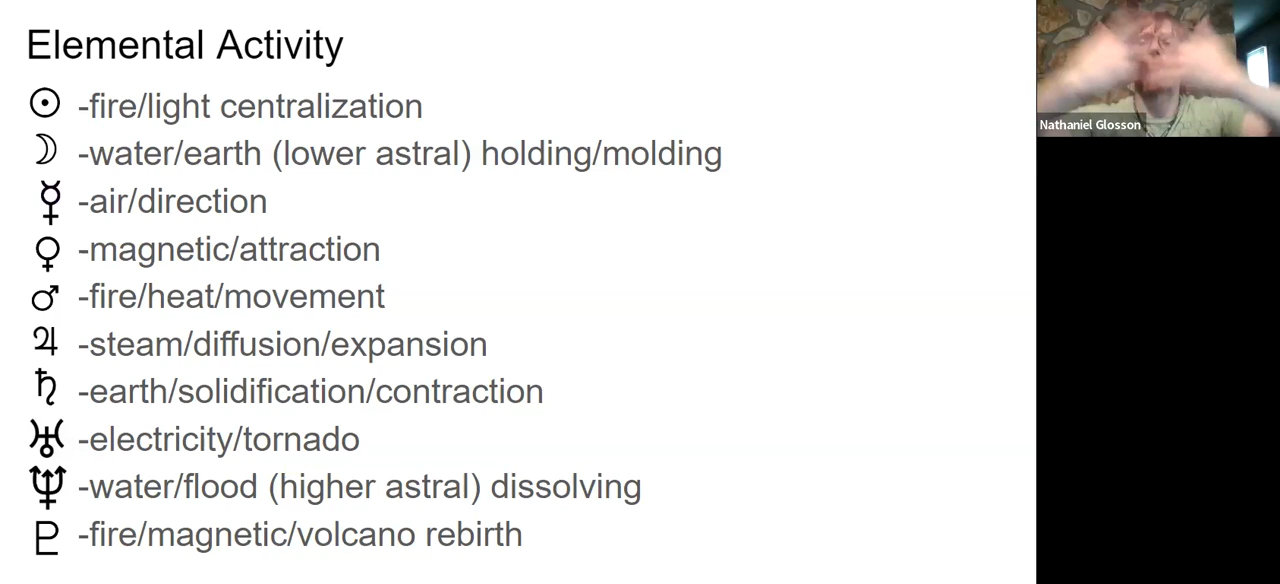 Elemental Activity
☉ -fire/light centralization
☽ -water/earth (lower astral) holding/molding
☿ -air/direction
♀ -magnetic/attraction
♂ -fire/heat/movement
♃ -steam/diffusion/expansion
♄ -earth/solidification/contraction
♅ -electricity/tornado
♆ -water/flood (higher astral) dissolving
♇ -fire/magnetic/volcano rebirth
Nathaniel Glosson